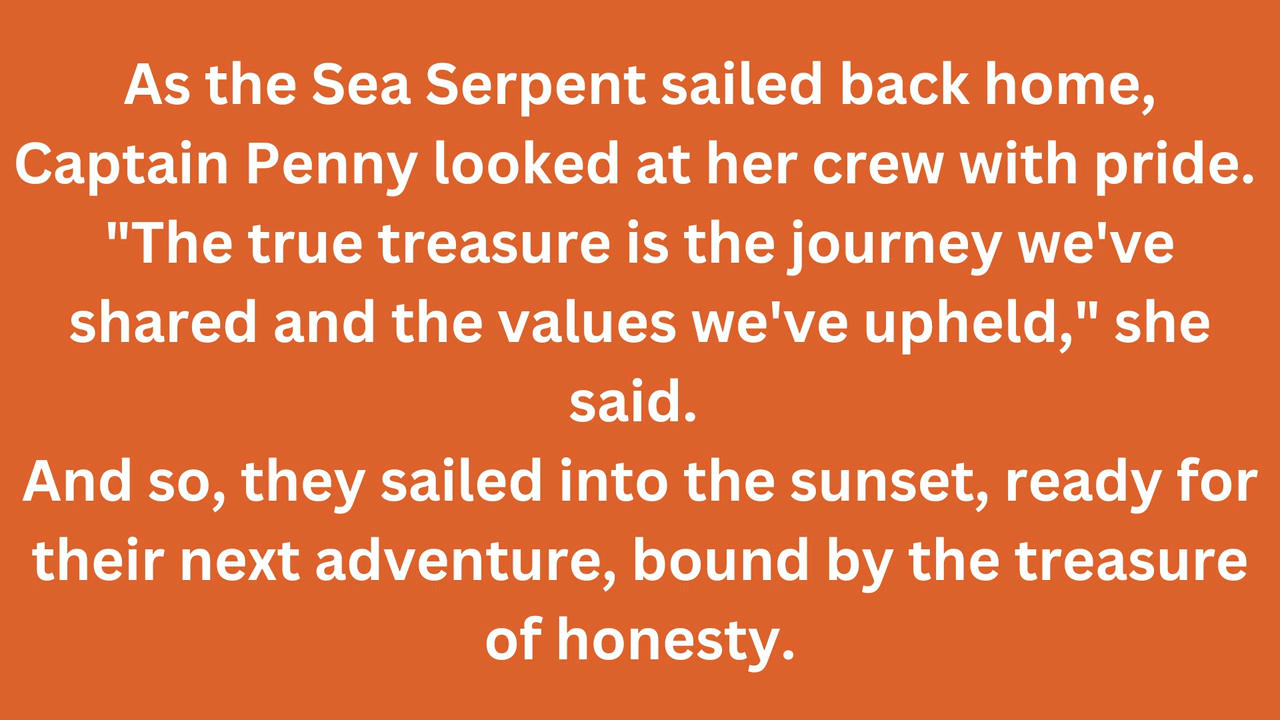 As the Sea Serpent sailed back home,
Captain Penny looked at her crew with pride.
"The true treasure is the journey we've
shared and the values we've upheld," she
said.
And so, they sailed into the sunset, ready for
their next adventure, bound by the treasure
of honesty.